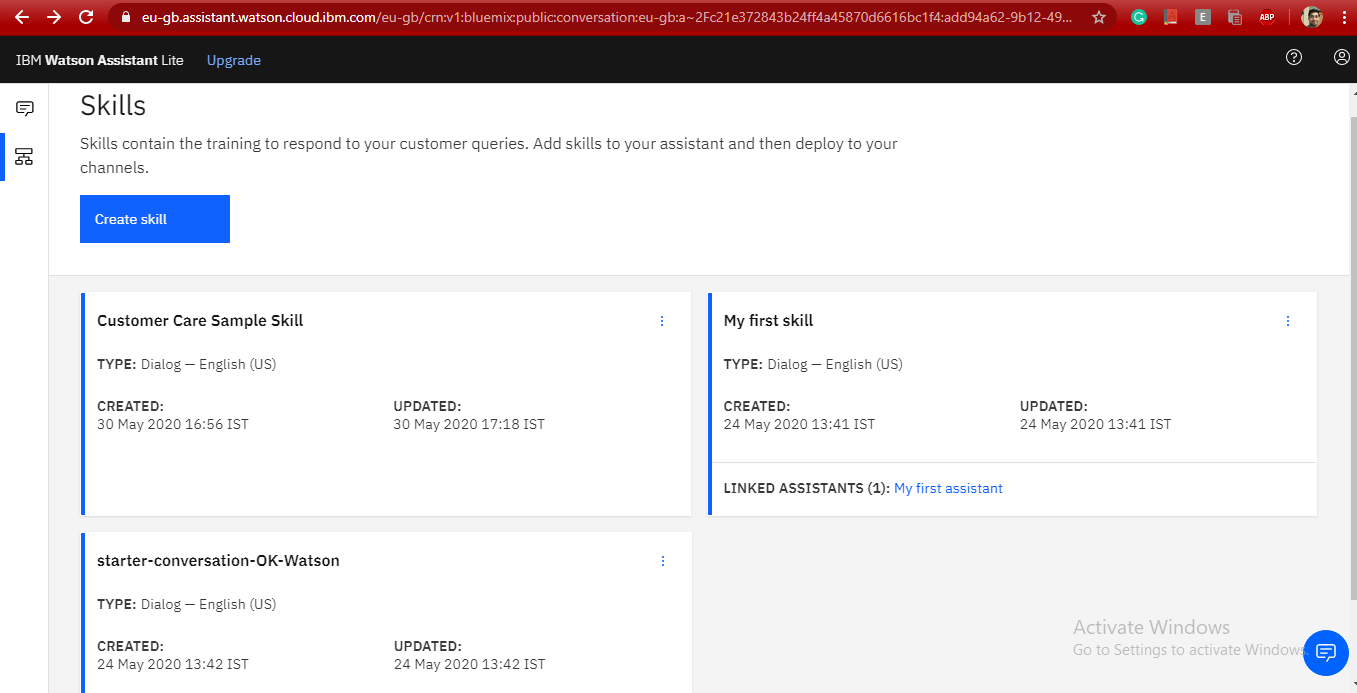 eu-gb.assistant.watson.cloud.ibm.com/eu-gb/crn:v1:bluemix:public:conversation:eu-gb:a~2Fc21e372843b24ff4a45870d6616bc1f4:add94a62-9b12-49...
G
E
ABP
IBM Watson Assistant Lite Upgrade
Skills
Skills contain the training to respond to your customer queries. Add skills to your assistant and then deploy to your
channels.
Create skill
Customer Care Sample Skill
TYPE: Dialog — English (US)
CREATED: UPDATED:
30 May 2020 16:56 IST 30 May 2020 17:18 IST
My first skill
TYPE: Dialog — English (US)
CREATED: UPDATED:
24 May 2020 13:41 IST 24 May 2020 13:41 IST
LINKED ASSISTANTS (1): My first assistant
starter-conversation-OK-Watson
TYPE: Dialog — English (US)
CREATED: UPDATED:
24 May 2020 13:42 IST 24 May 2020 13:42 IST
Activate Windows
Go to Settings to activate Windows.